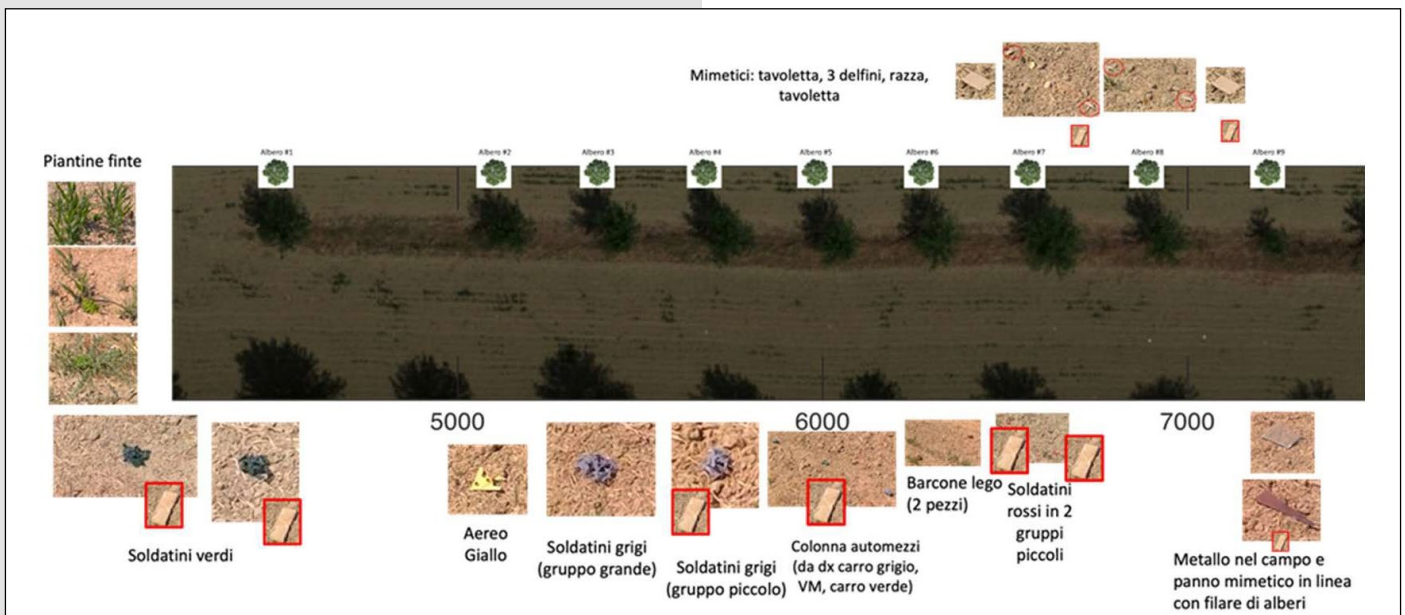 Mimetici: tavoletta, 3 delfini, razza,
tavoletta
Piantine finte
Albero #1
Albero #2
Albero #3
Albero #4
Albero #5
Albero #6
Albero #7
Albero #8
Albero #9
5000
6000
7000
Soldatini verdi
Aereo
Giallo
Soldatini grigi
(gruppo grande)
Soldatini grigi
(gruppo piccolo)
Colonna automezzi
(da dx carro grigio,
VM, carro verde)
Barcone lego
(2 pezzi)
Soldatini
rossi in 2
gruppi
piccoli
Metallo nel campo e
panno mimetico in linea
con filare di alberi